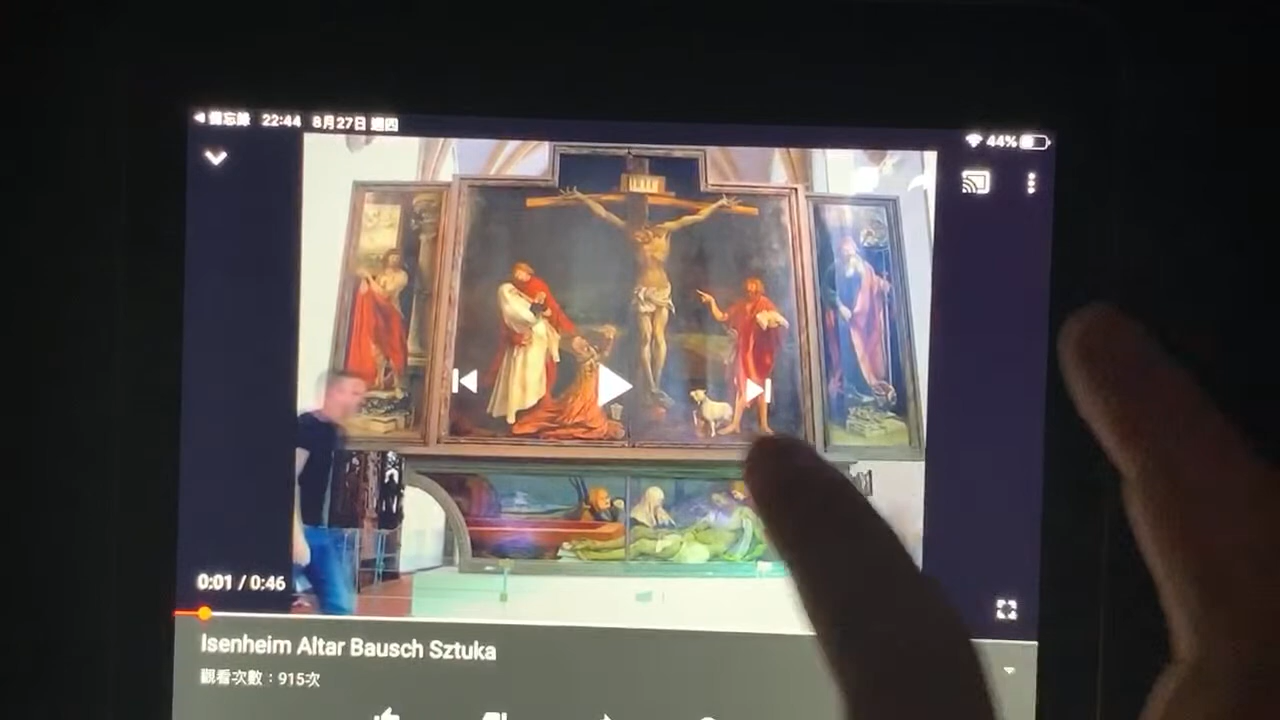 ◀ 備忘錄 22:44 8月27日 週四 44%
0:01 / 0:46
Isenheim Altar Bausch Sztuka
觀看次數：915次